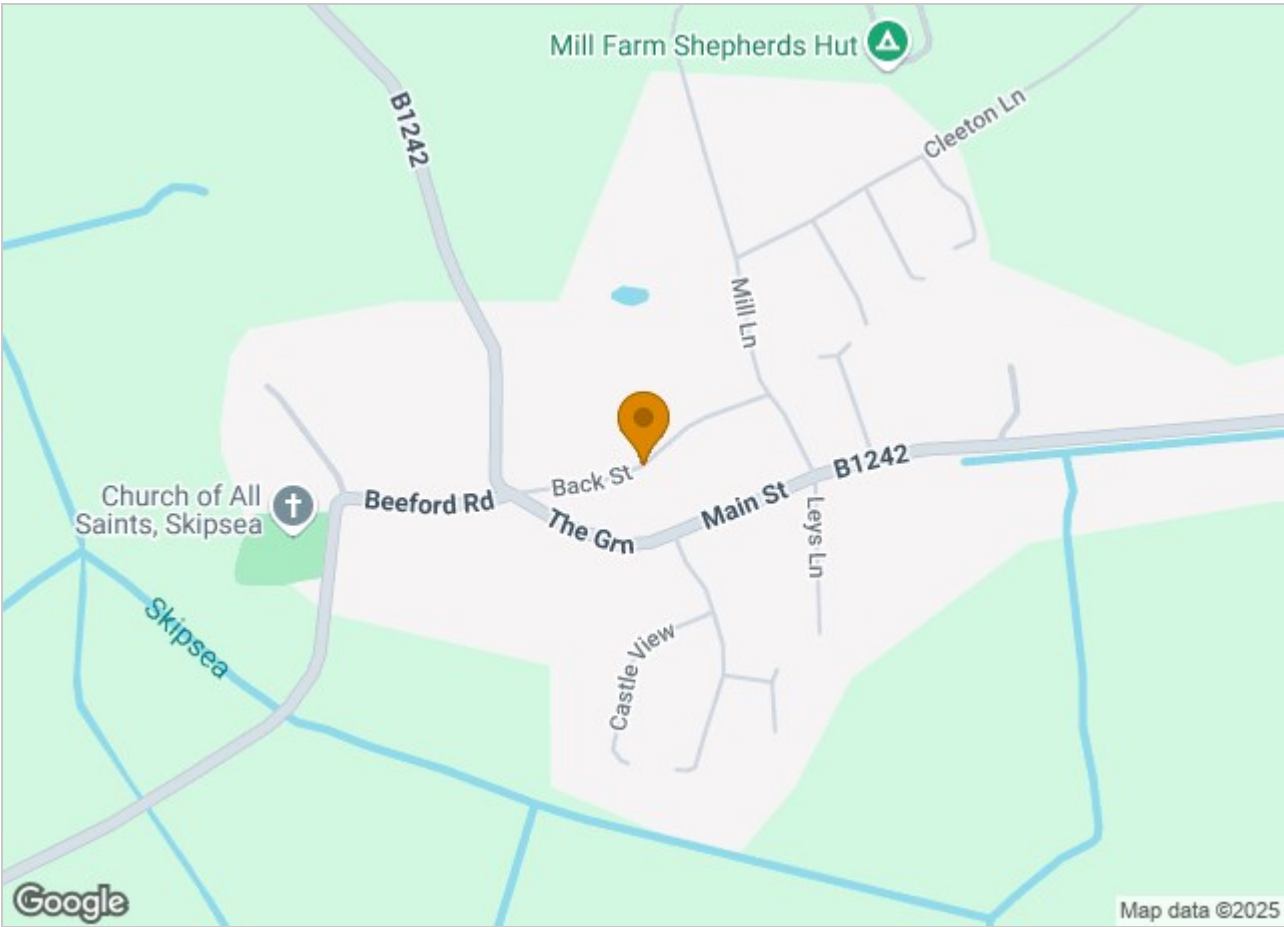 Mill Farm Shepherds Hut
B1242
Cleeton Ln
Mill Ln
Back St
B1242
Church of All
Saints, Skipsea
Beeford Rd
Main St
The Grn
Leys Ln
Skipsea
Castle View
Google
Map data ©2025